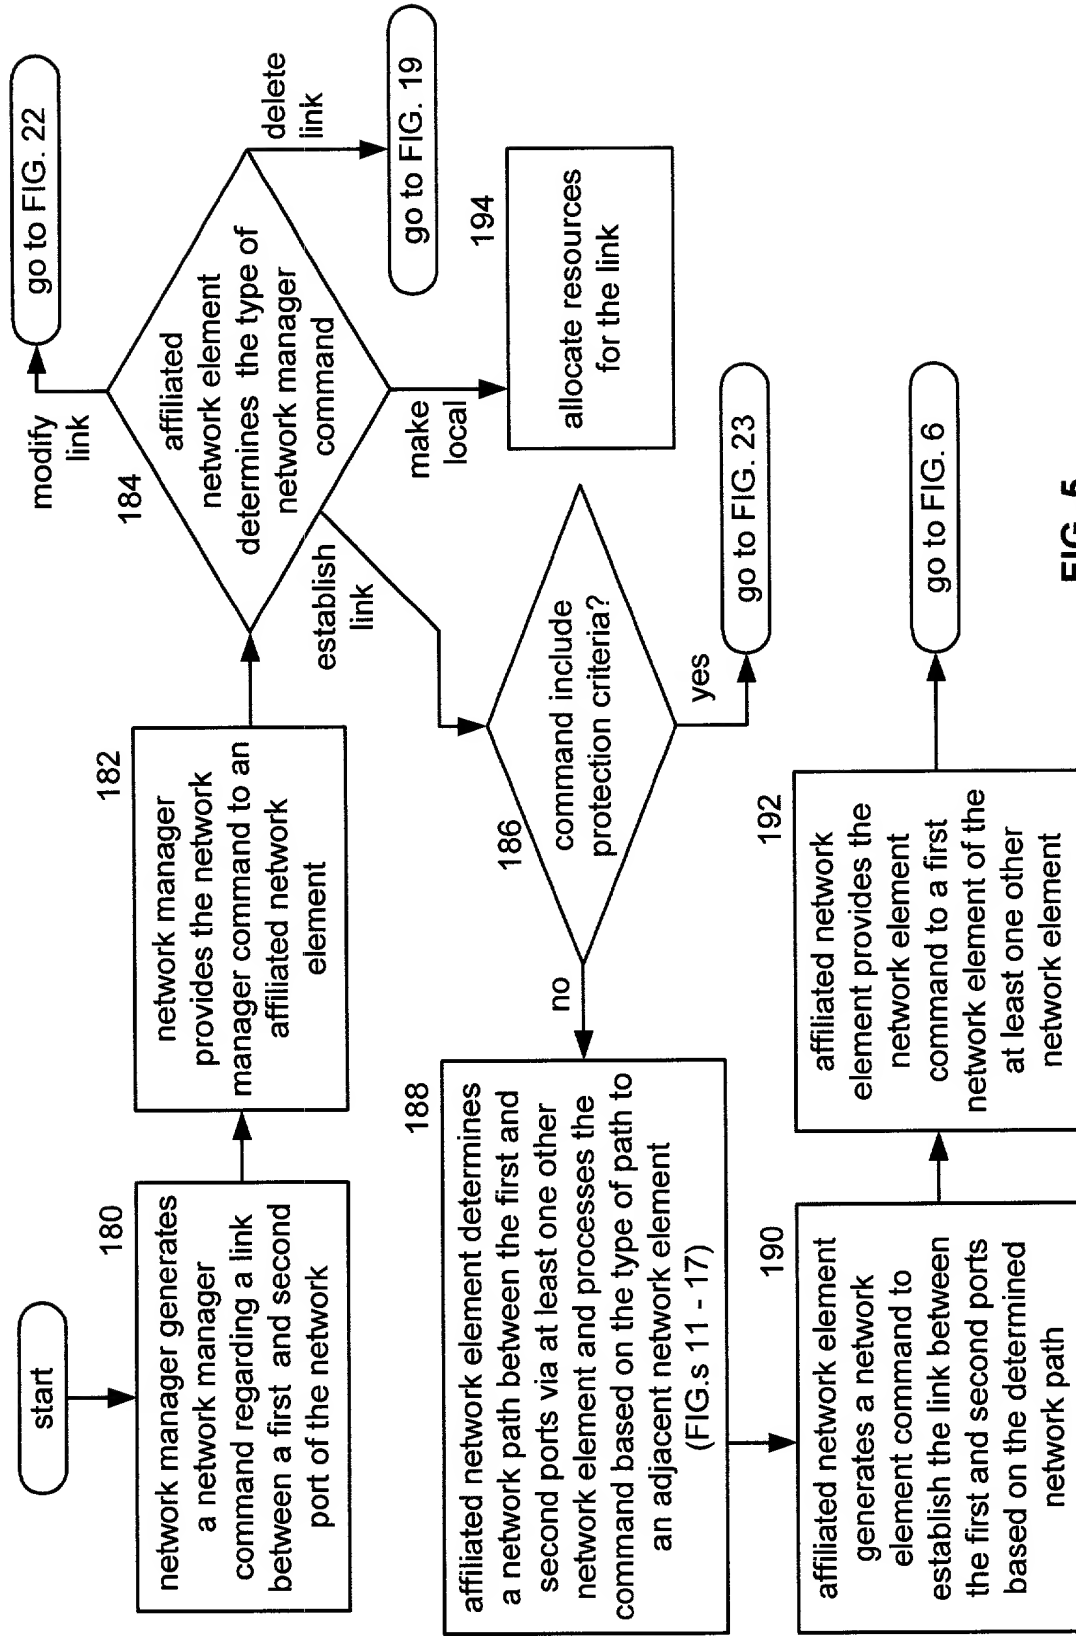 start
180
network manager generates
a network manager
command regarding a link
between a first and second
port of the network
182
network manager
provides the network
manager command to an
affiliated network
element
184
affiliated
network element
determines the type of
network manager
command
modify
link
go to FIG. 22
delete
link
go to FIG. 19
make
local
194
allocate resources
for the link
establish
link
186
command include
protection criteria?
yes
go to FIG. 23
no
188
affiliated network element determines
a network path between the first and
second ports via at least one other
network element and processes the
command based on the type of path to
an adjacent network element
(FIG.s 11 - 17)
190
affiliated network element
generates a network
element command to
establish the link between
the first and second ports
based on the determined
network path
192
affiliated network
element provides the
network element
command to a first
network element of the
at least one other
network element
go to FIG. 6
FIG. 5